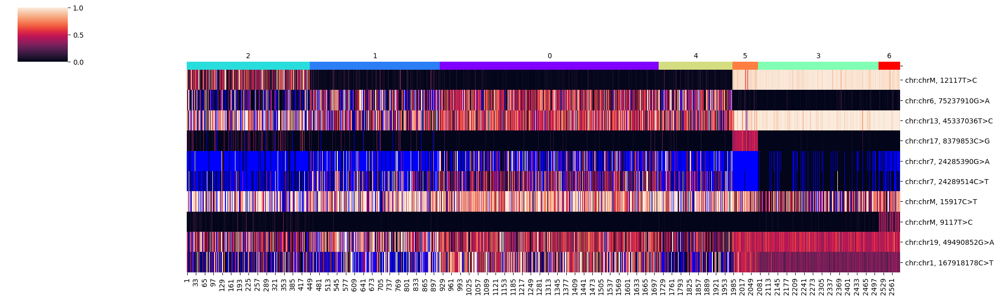 1.0
0.5
0.0
2 1 0 4 5 3 6
chr:chrM, 12117T>C
chr:chr6, 75237910G>A
chr:chr13, 45337036T>C
chr:chr17, 8379853C>G
chr:chr7, 24285390G>A
chr:chr7, 24289514C>T
chr:chrM, 15917C>T
chr:chrM, 9117T>C
chr:chr19, 49490852G>A
chr:chr1, 167918178C>T
1 33 65 97 129 161 193 225 257 289 321 353 385 417 449 481 513 545 577 609 641 673 705 737 769 801 833 865 897 929 961 993 1025 1057 1089 1121 1153 1185 1217 1249 1281 1313 1345 1377 1409 1441 1473 1505 1537 1569 1601 1633 1665 1697 1729 1761 1793 1825 1857 1889 1921 1953 1985 2017 2049 2081 2113 2145 2177 2209 2241 2273 2305 2337 2369 2401 2433 2465 2497 2529 2561